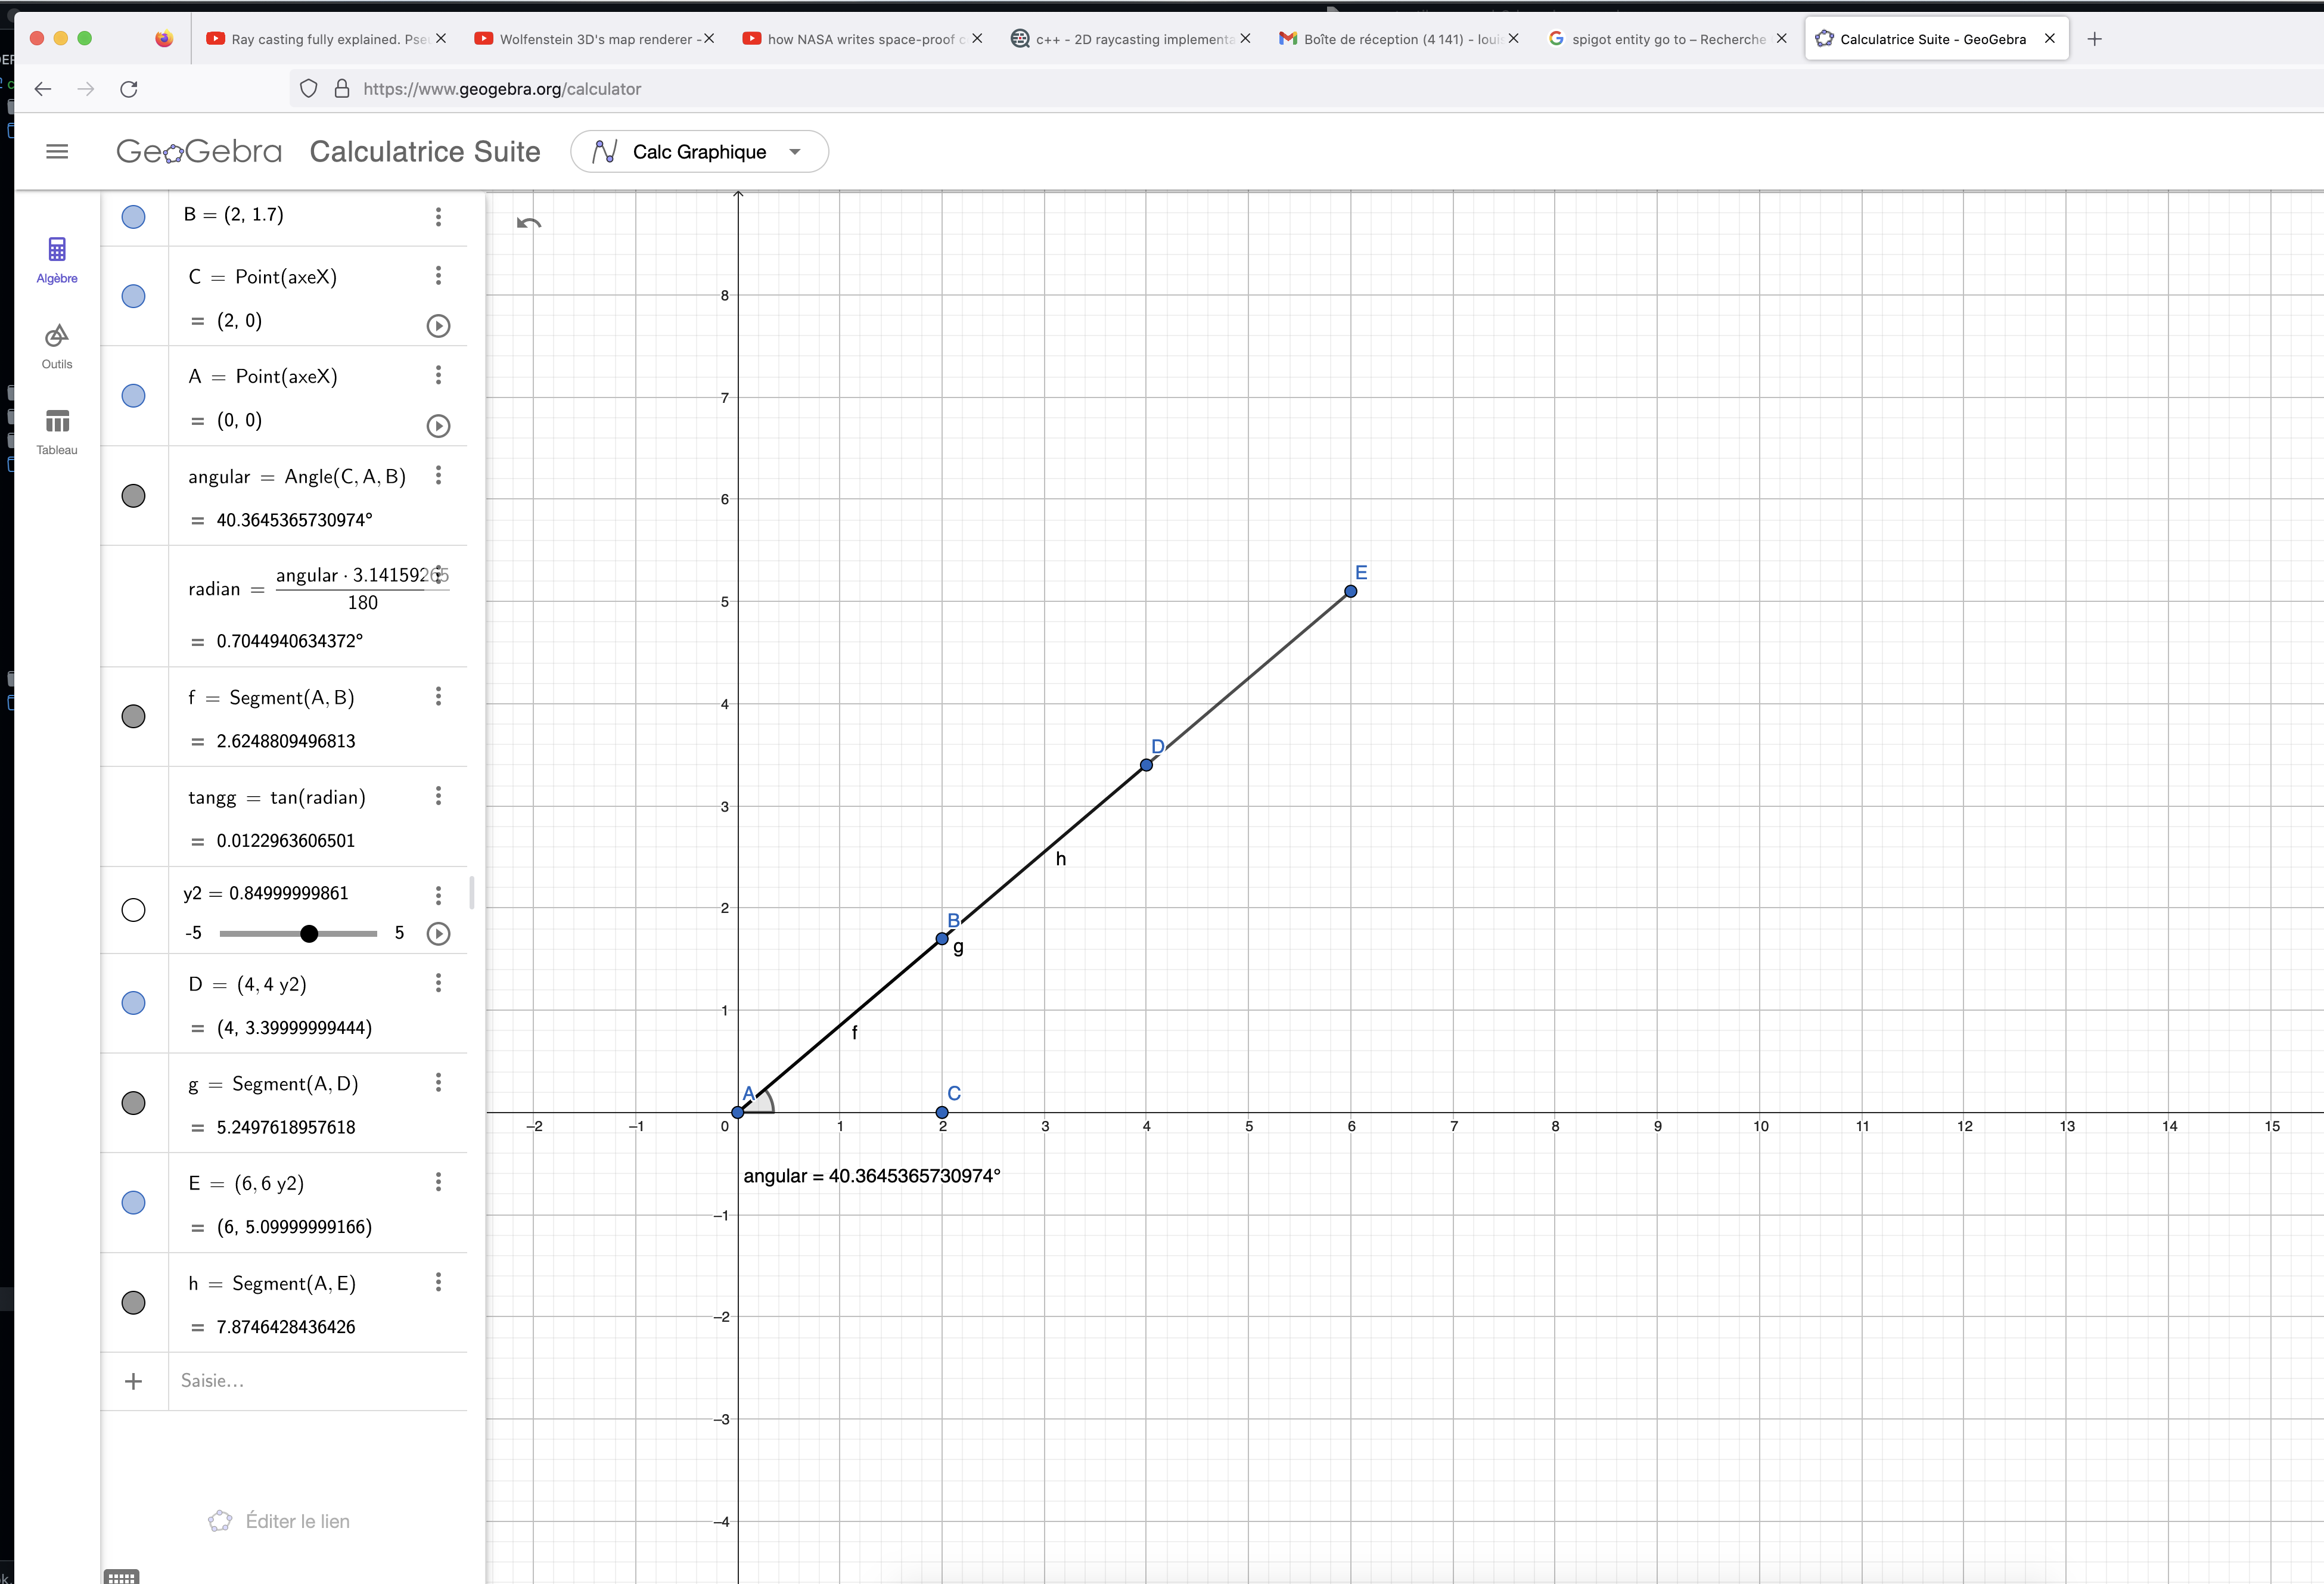 Ray casting fully explained. Pseu
Wolfenstein 3D's map renderer -
how NASA writes space-proof c
c++ - 2D raycasting implementa
Boîte de réception (4 141) - loui
spigot entity go to – Recherche
Calculatrice Suite - GeoGebra
https://www.geogebra.org/calculator
GeoGebra
Calculatrice Suite
Calc Graphique
Algèbre
Outils
Tableau
B = (2, 1.7)
C = Point(axeX)
= (2, 0)
A = Point(axeX)
= (0, 0)
angular = Angle(C, A, B)
= 40.3645365730974°
radian = angular · 3.14159265
180
= 0.7044940634372°
f = Segment(A, B)
= 2.6248809496813
tangg = tan(radian)
= 0.0122963606501
y2 = 0.84999999861
-5 5
D = (4, 4 y2)
= (4, 3.39999999444)
g = Segment(A, D)
= 5.2497618957618
E = (6, 6 y2)
= (6, 5.09999999166)
h = Segment(A, E)
= 7.8746428436426
Saisie…
Éditer le lien
8
7
6
E
5
4
D
3
h
2
B
g
1
f
A
C
–2 –1 0 1 2 3 4 5 6 7 8 9 10 11 12 13 14 15
angular = 40.3645365730974°
–1
–2
–3
–4